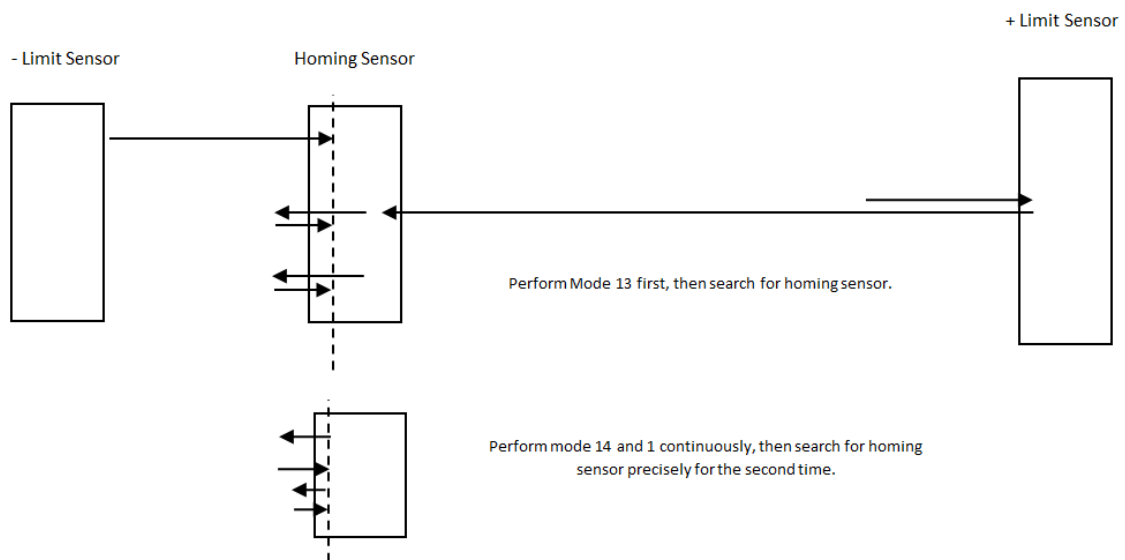 + Limit Sensor
- Limit Sensor
Homing Sensor
Perform Mode 13 first, then search for homing sensor.
Perform mode 14 and 1 continuously, then search for homing
sensor precisely for the second time.